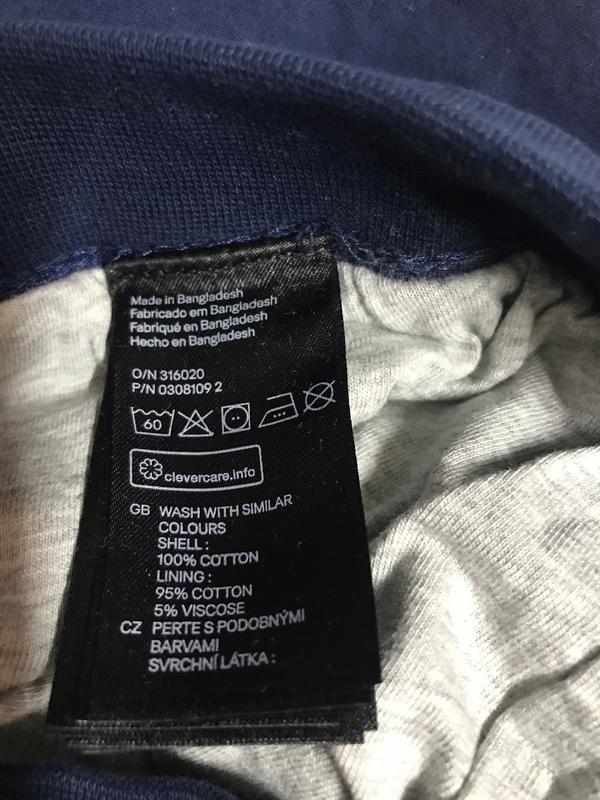 Made in Bangladesh
Fabricado em Bangladesh
Fabriqué en Bangladesh
Hecho en Bangladesh
O/N 316020
P/N 0308109 2
60
clevercare.info
GB WASH WITH SIMILAR
COLOURS
SHELL :
100% COTTON
LINING :
95% COTTON
5% VISCOSE
CZ PERTE S PODOBNÝMI
BARVAMI
SVRCHNÍ LÁTKA :